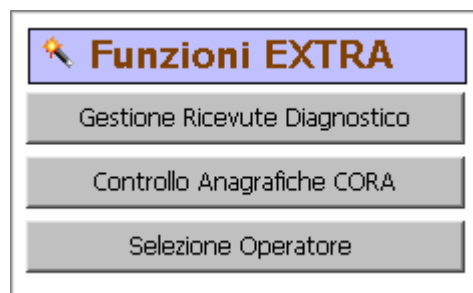 Funzioni EXTRA
Gestione Ricevute Diagnostico
Controllo Anagrafiche CORA
Selezione Operatore